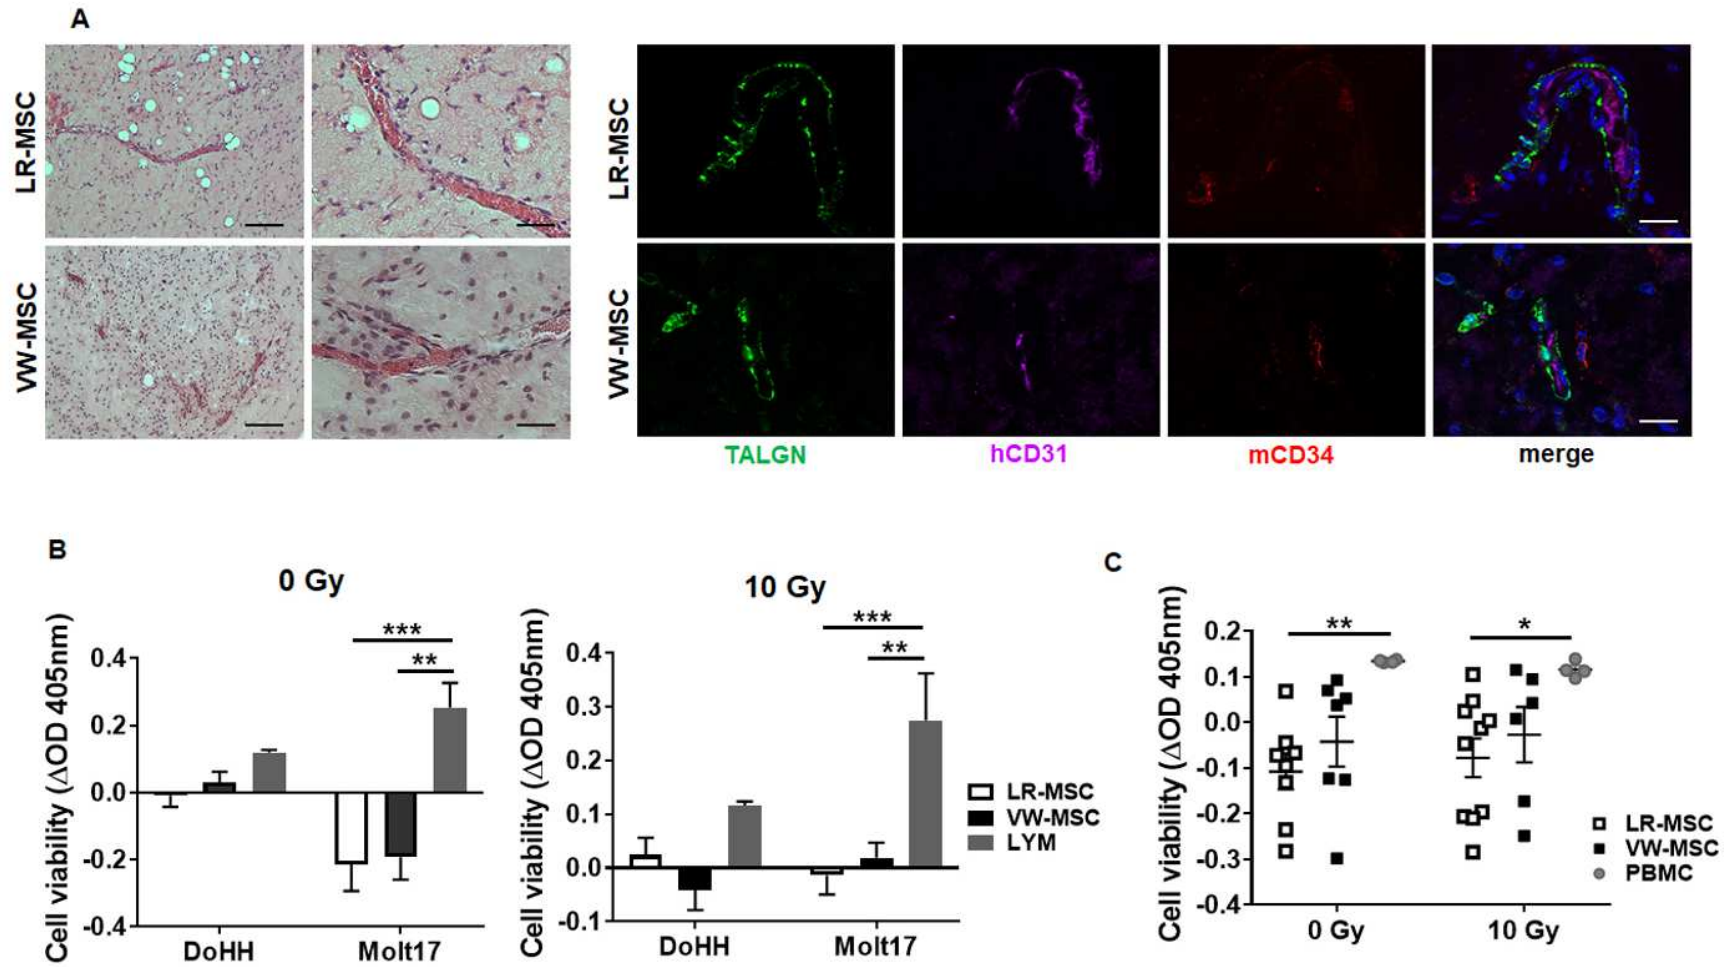 A
LR-MSC
VW-MSC
LR-MSC
VW-MSC
TALGN
hCD31
mCD34
merge
B
0 Gy
Cell viability (ΔOD 405nm)
0.4
0.2
0.0
-0.2
-0.4
***
**
DoHH
Molt17
10 Gy
Cell viability (ΔOD 405nm)
0.4
0.3
0.2
0.1
0.0
-0.1
***
**
DoHH
Molt17
LR-MSC
VW-MSC
LYM
C
Cell viability (ΔOD 405nm)
0.2
0.1
0.0
-0.1
-0.2
-0.3
-0.4
**
*
0 Gy
10 Gy
LR-MSC
VW-MSC
PBMC